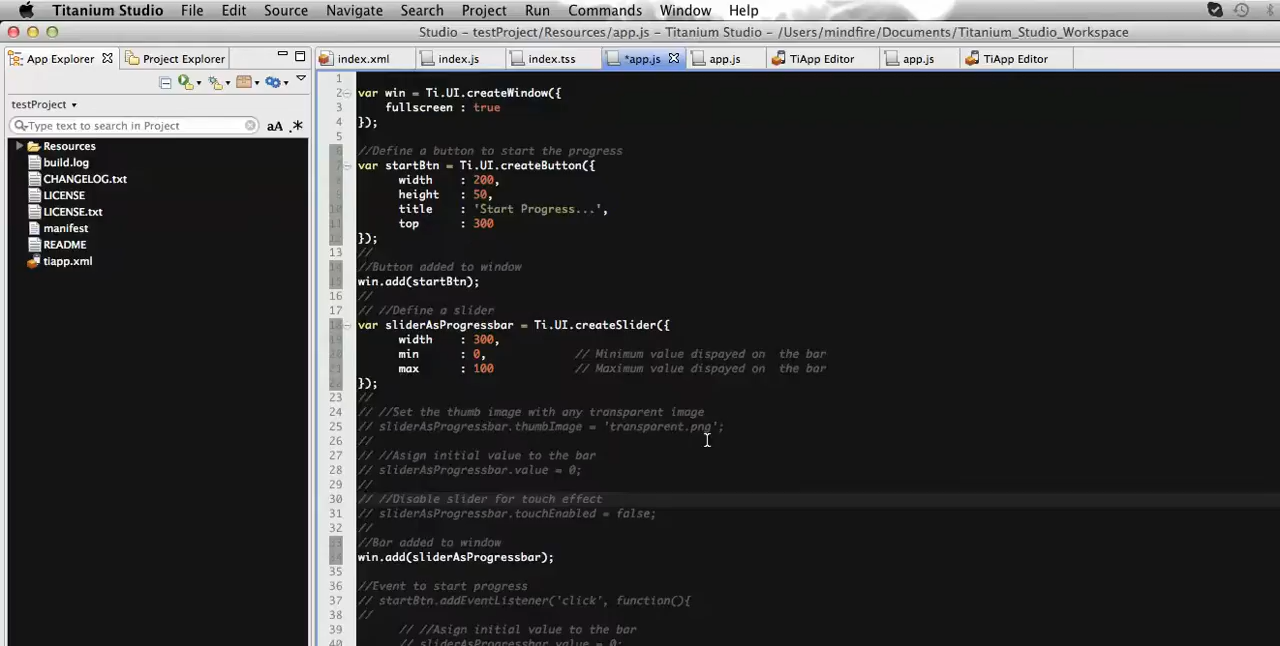 Titanium Studio File Edit Source Navigate Search Project Run Commands Window Help
Studio - testProject/Resources/app.js - Titanium Studio - /Users/mindfire/Documents/Titanium_Studio_Workspace
App Explorer Project Explorer
index.xml index.js index.tss *app.js app.js TiApp Editor app.js TiApp Editor
testProject
Type text to search in Project aA .*
Resources
build.log
CHANGELOG.txt
LICENSE
LICENSE.txt
manifest
README
tiapp.xml
1
2 var win = Ti.UI.createWindow({
3 fullscreen : true
4 });
5
6 //Define a button to start the progress
7 var startBtn = Ti.UI.createButton({
8 width : 200,
9 height : 50,
10 title : 'Start Progress...',
11 top : 300
12 });
13 //
14 //Button added to window
15 win.add(startBtn);
16 //
17 // //Define a slider
18 var sliderAsProgressbar = Ti.UI.createSlider({
19 width : 300,
20 min : 0, // Minimum value dispayed on the bar
21 max : 100 // Maximum value dispayed on the bar
22 });
23 //
24 // //Set the thumb image with any transparent image
25 // sliderAsProgressbar.thumbImage = 'transparent.png';
26 //
27 // //Asign initial value to the bar
28 // sliderAsProgressbar.value = 0;
29 //
30 // //Disable slider for touch effect
31 // sliderAsProgressbar.touchEnabled = false;
32 //
33 //Bar added to window
34 win.add(sliderAsProgressbar);
35
36 //Event to start progress
37 // startBtn.addEventListener('click', function(){
38 //
39 // //Asign initial value to the bar
40 // sliderAsProgressbar.value = 0;